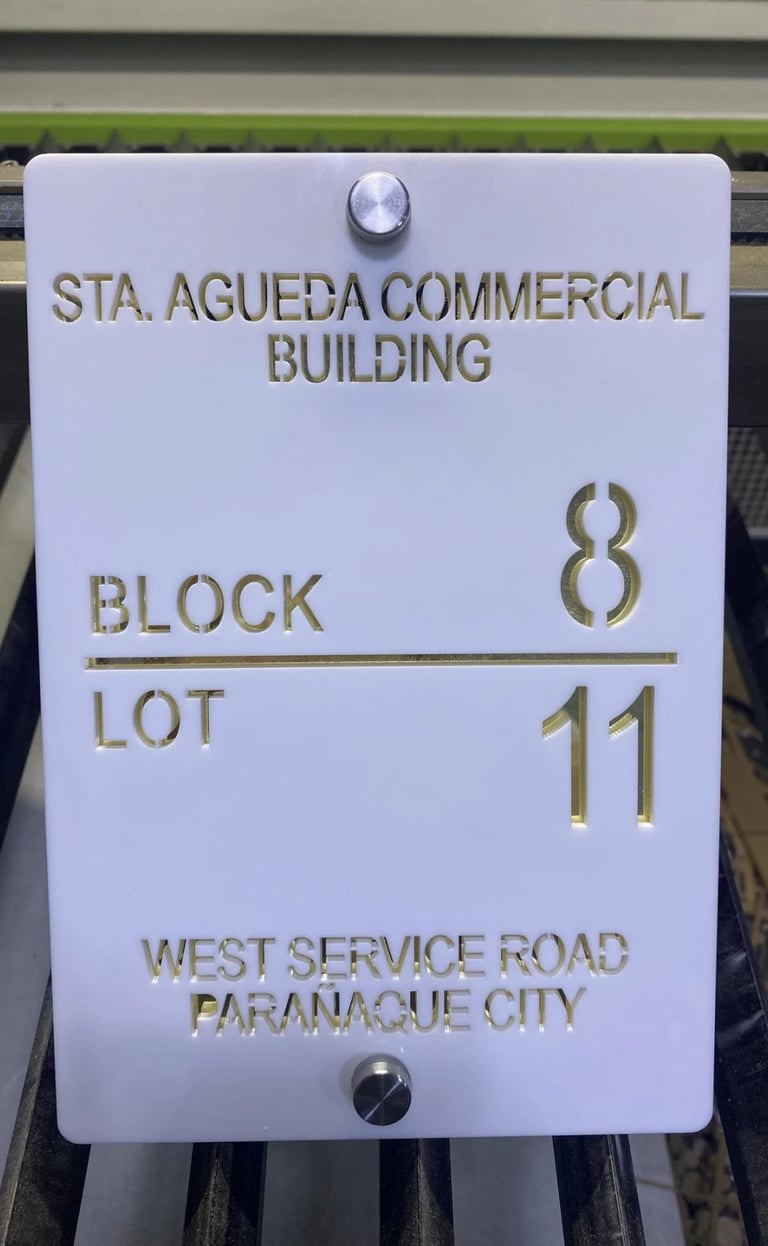 STA. AGUEDA COMMERCIAL
BUILDING
BLOCK 8
LOT 11
WEST SERVICE ROAD
PARAÑAQUE CITY